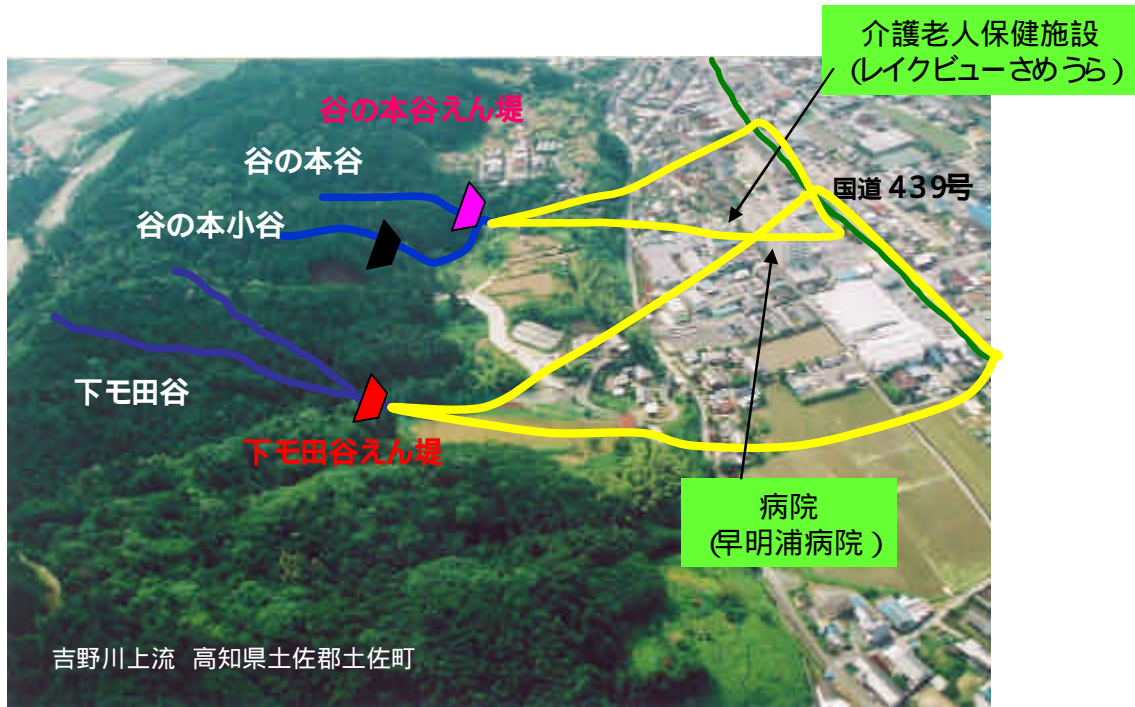 介護老人保健施設
(レイクビューさめうら)
谷の本谷えん堤
谷の本谷
国道439号
谷の本小谷
下モ田谷
下モ田谷えん堤
病院
(早明浦病院)
吉野川上流 高知県土佐郡土佐町